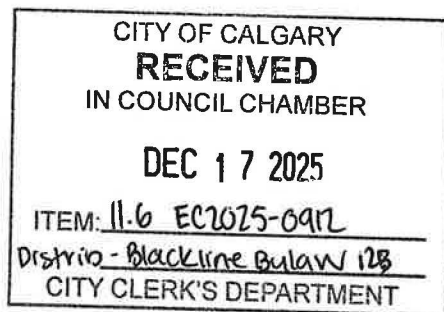 CITY OF CALGARY
RECEIVED
IN COUNCIL CHAMBER
DEC 17 2025
ITEM: 11.6 EC2025-0912
Distrib - Blackline Bylaw 12B
CITY CLERK'S DEPARTMENT